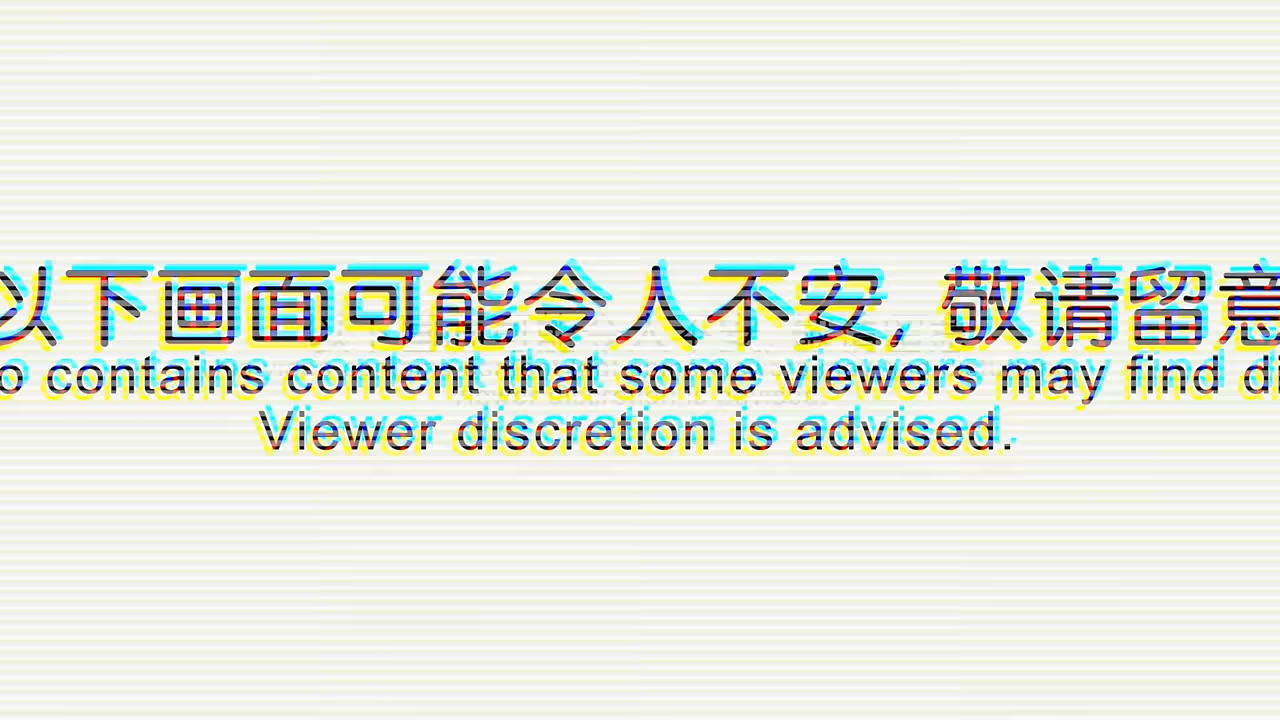 以下画面可能令人不安, 敬请留意
o contains content that some viewers may find di
Viewer discretion is advised.